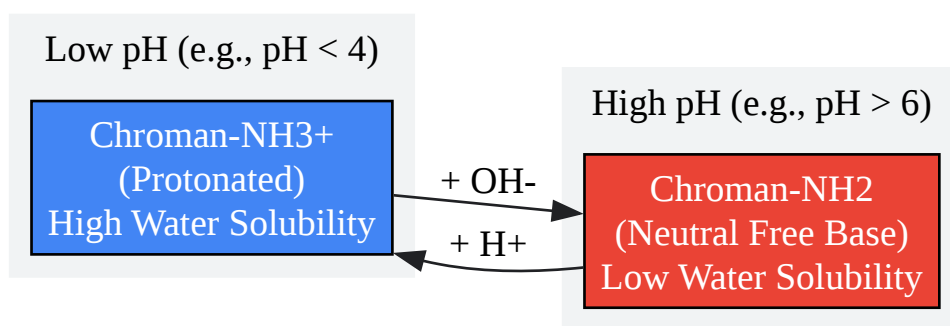 Low pH (e.g., pH < 4)
Chroman-NH3+
(Protonated)
High Water Solubility
+ OH-
+ H+
High pH (e.g., pH > 6)
Chroman-NH2
(Neutral Free Base)
Low Water Solubility